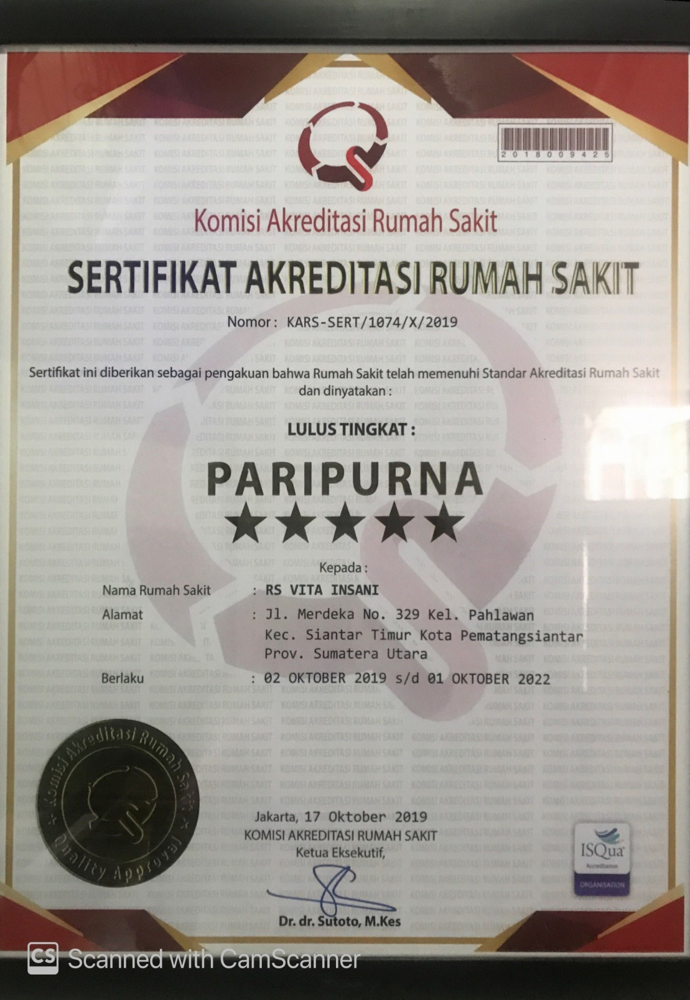 2018009425
Komisi Akreditasi Rumah Sakit
SERTIFIKAT AKREDITASI RUMAH SAKIT
Nomor : KARS-SERT/1074/X/2019
Sertifikat ini diberikan sebagai pengakuan bahwa Rumah Sakit telah memenuhi Standar Akreditasi Rumah Sakit
dan dinyatakan :
LULUS TINGKAT :
PARIPURNA
Kepada :
Nama Rumah Sakit : RS VITA INSANI
Alamat : Jl. Merdeka No. 329 Kel. Pahlawan
Kec. Siantar Timur Kota Pematangsiantar
Prov. Sumatera Utara
Berlaku : 02 OKTOBER 2019 s/d 01 OKTOBER 2022
Komisi Akreditasi Rumah Sakit
Quality Approval
Jakarta, 17 Oktober 2019
KOMISI AKREDITASI RUMAH SAKIT
Ketua Eksekutif,
Dr. dr. Sutoto, M.Kes
ISQua
Accreditation
ORGANISATION
CS Scanned with CamScanner